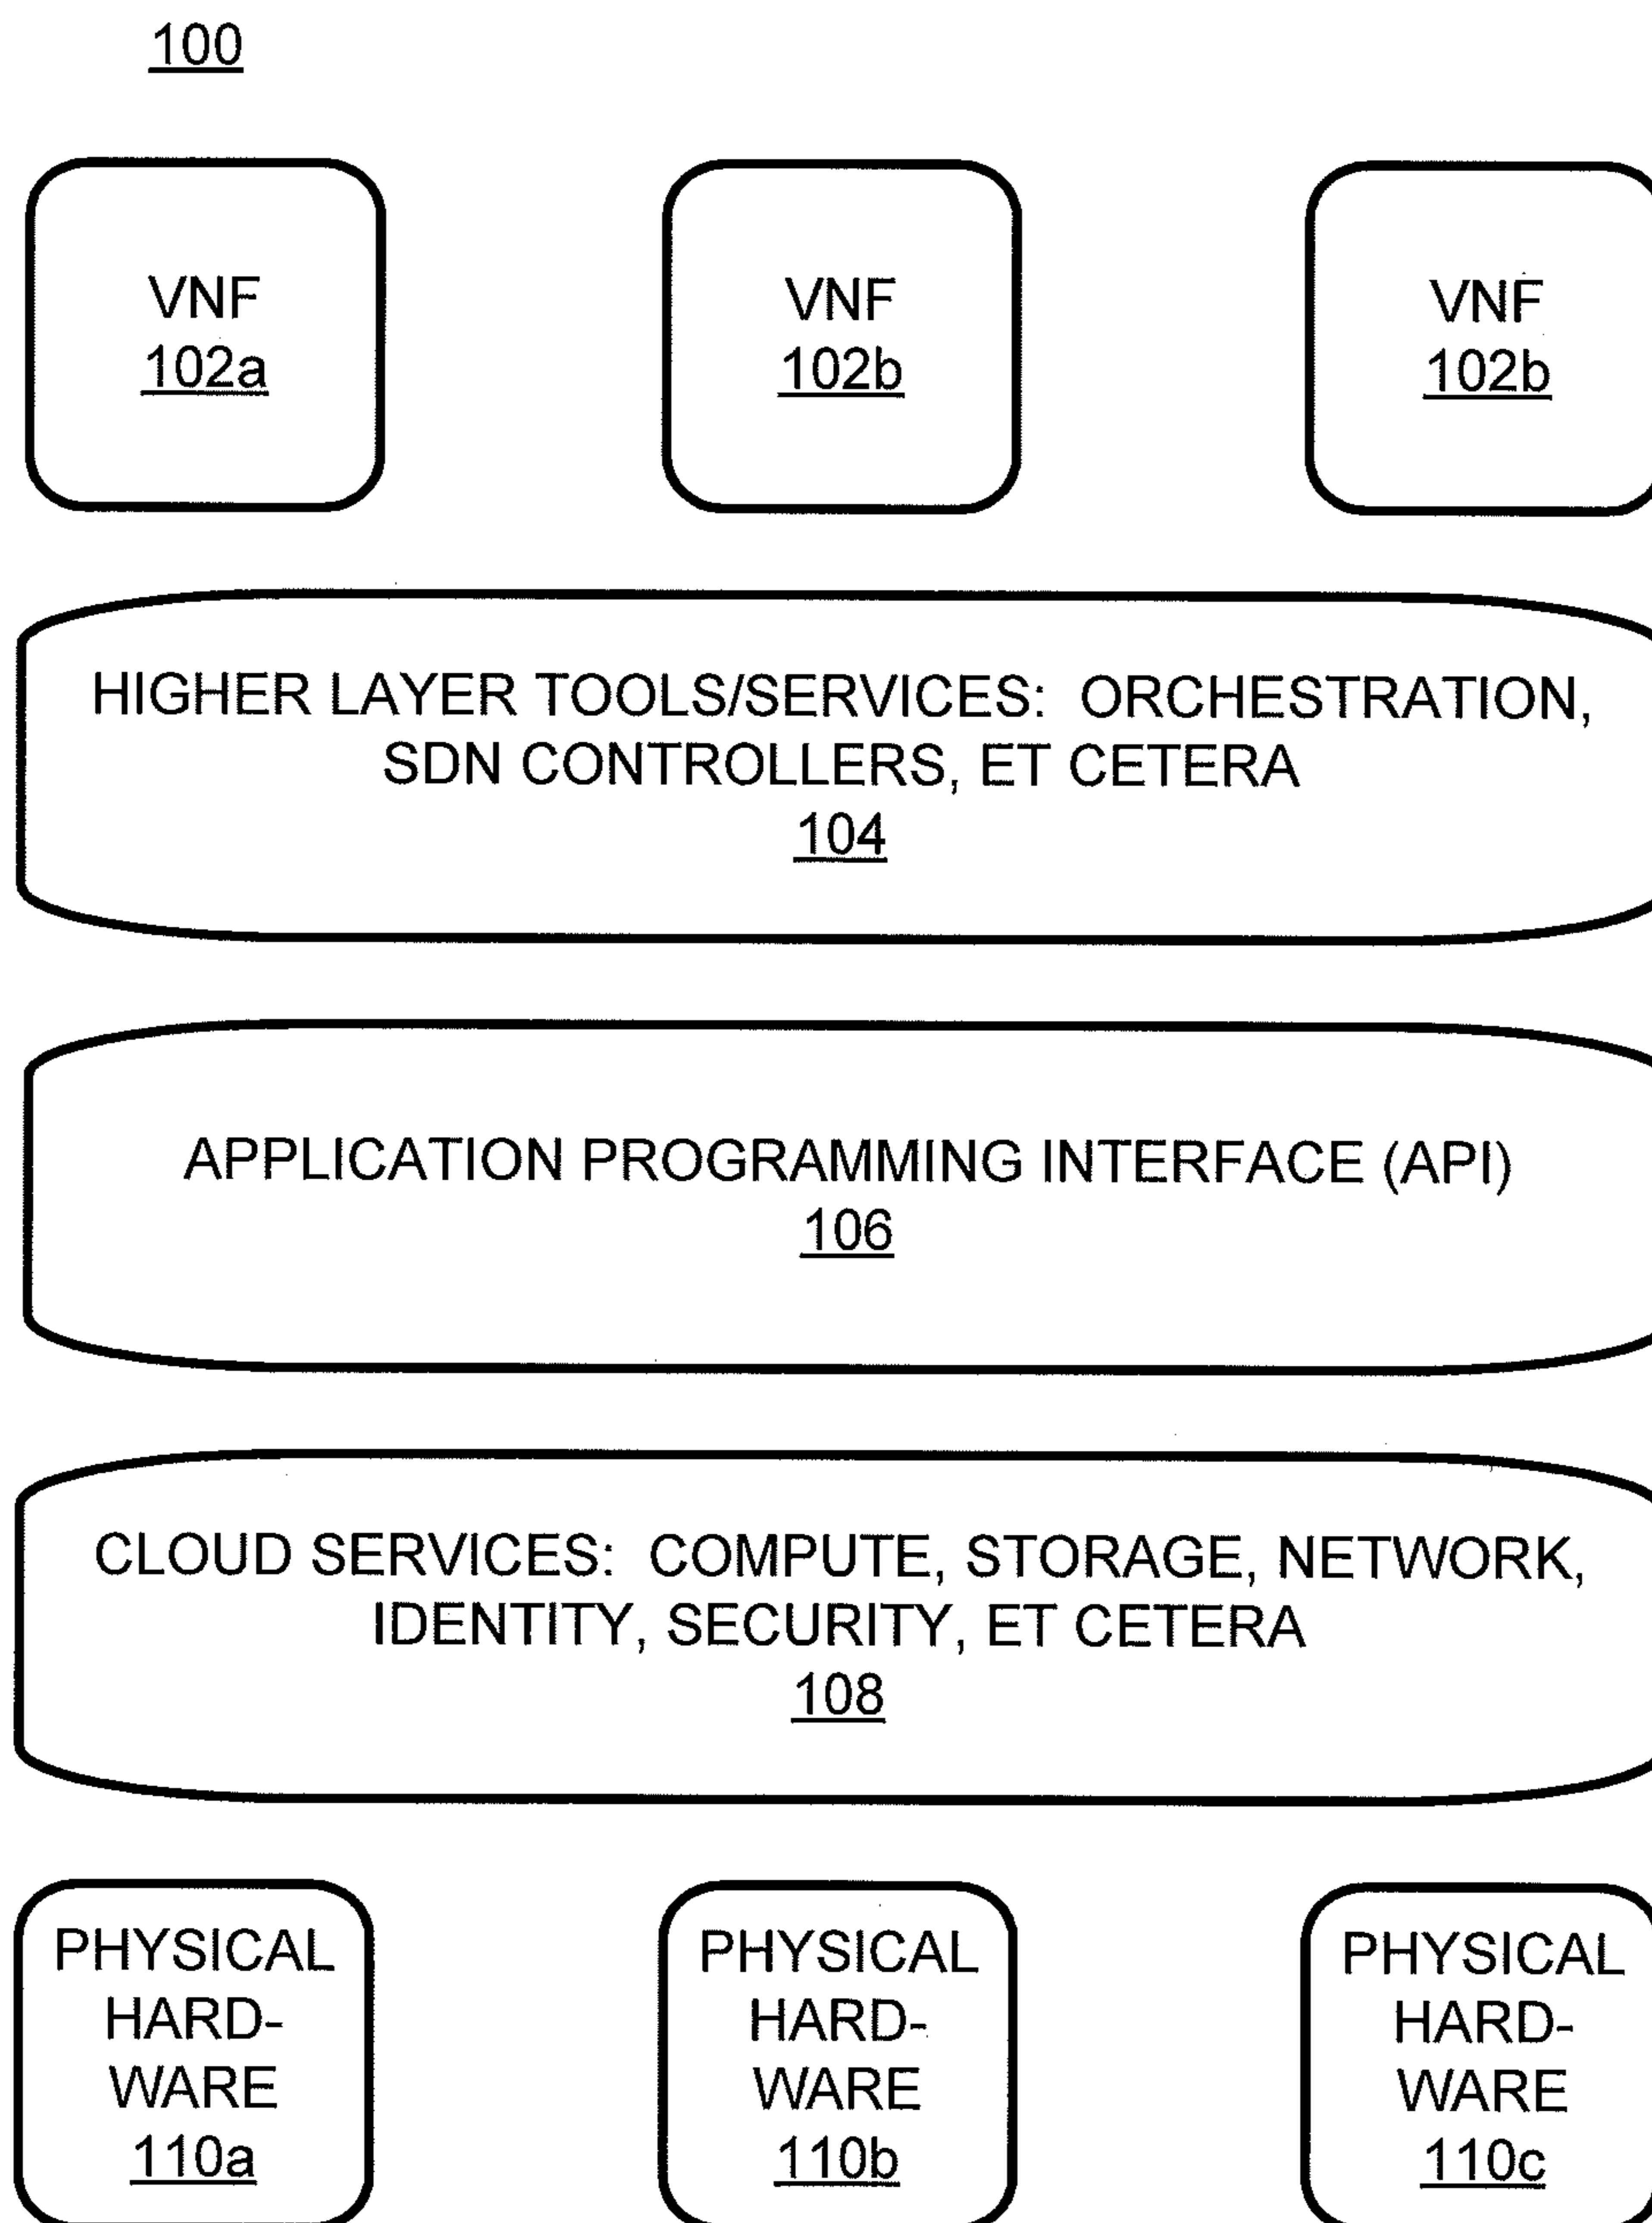 100
VNF
102a
VNF
102b
VNF
102b
HIGHER LAYER TOOLS/SERVICES: ORCHESTRATION,
SDN CONTROLLERS, ET CETERA
104
APPLICATION PROGRAMMING INTERFACE (API)
106
CLOUD SERVICES: COMPUTE, STORAGE, NETWORK,
IDENTITY, SECURITY, ET CETERA
108
PHYSICAL
HARD-
WARE
110a
PHYSICAL
HARD-
WARE
110b
PHYSICAL
HARD-
WARE
110c